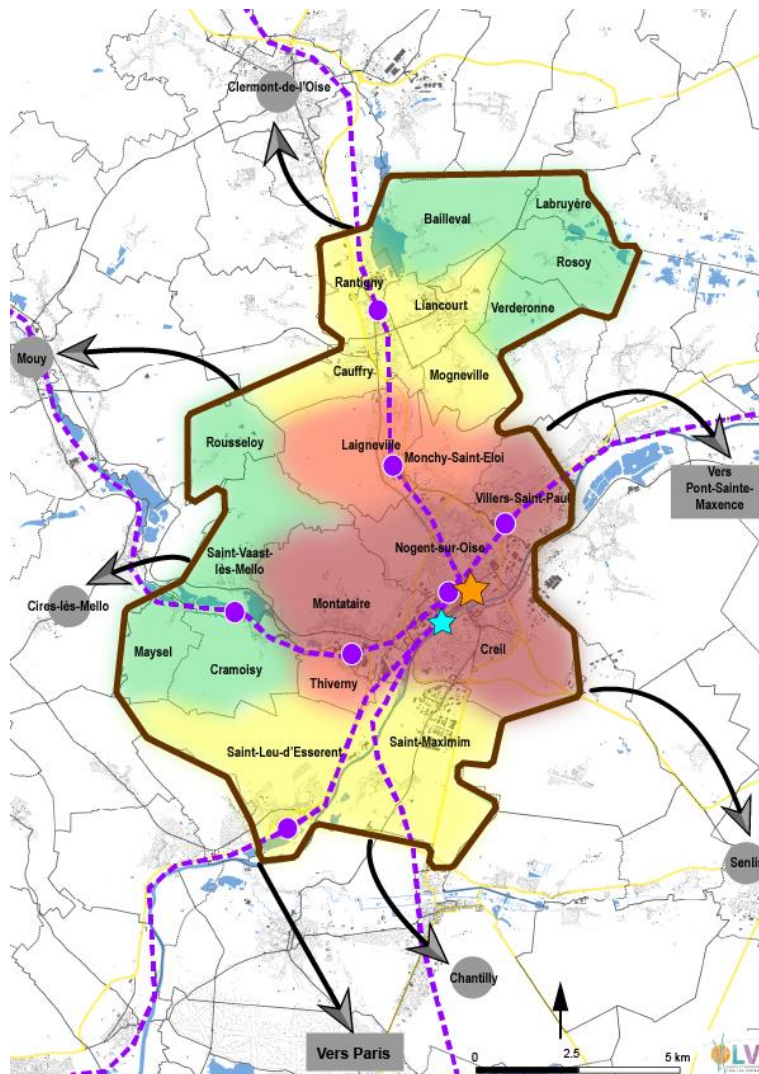 Clermont-de-l'Oise
Labruyère
Bailleval
Rosoy
Rantigny
Liancourt
Verderonne
Mouy
Cauffry
Mogneville
Rousseloy
Laigneville
Monchy-Saint-Eloi
Vers
Pont-Sainte-
Maxence
Villers-Saint-Paul
Nogent-sur-Oise
Saint-Vaast-
lès-Mello
Cires-lès-Mello
Montataire
Maysel
Cramoisy
Creil
Thiverny
Saint-Leu-d'Esserent
Saint-Maximim
Senlis
Chantilly
Vers Paris
0
2.5
5 km
LV